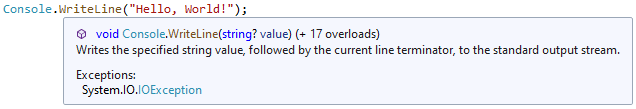 Console.WriteLine("Hello, World!");
void Console.WriteLine(string? value) (+ 17 overloads)
Writes the specified string value, followed by the current line terminator, to the standard output stream.
Exceptions:
System.IO.IOException